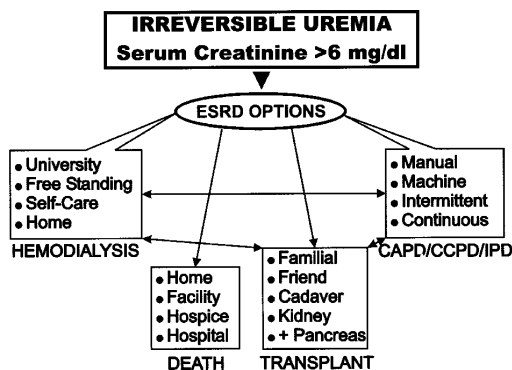 IRREVERSIBLE UREMIA
Serum Creatinine >6 mg/dl
ESRD OPTIONS
• University
• Free Standing
• Self-Care
• Home
HEMODIALYSIS
• Manual
• Machine
• Intermittent
• Continuous
CAPD/CCPD/IPD
• Home
• Facility
• Hospice
• Hospital
DEATH
• Familial
• Friend
• Cadaver
• Kidney
• + Pancreas
TRANSPLANT